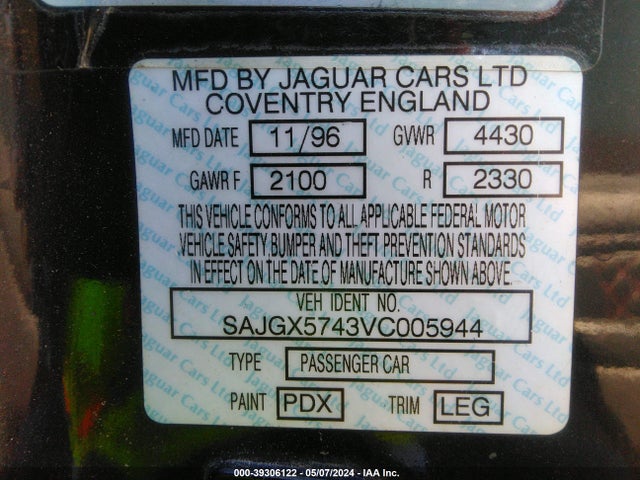 MFD BY JAGUAR CARS LTD
COVENTRY ENGLAND
MFD DATE 11/96 GVWR 4430
GAWR F 2100 R 2330
THIS VEHICLE CONFORMS TO ALL APPLICABLE FEDERAL MOTOR
VEHICLE SAFETY, BUMPER AND THEFT PREVENTION STANDARDS
IN EFFECT ON THE DATE OF MANUFACTURE SHOWN ABOVE.
VEH IDENT NO.
SAJGX5743VC005944
TYPE PASSENGER CAR
PAINT PDX TRIM LEG
000-39306122 - 05/07/2024 - IAA Inc.